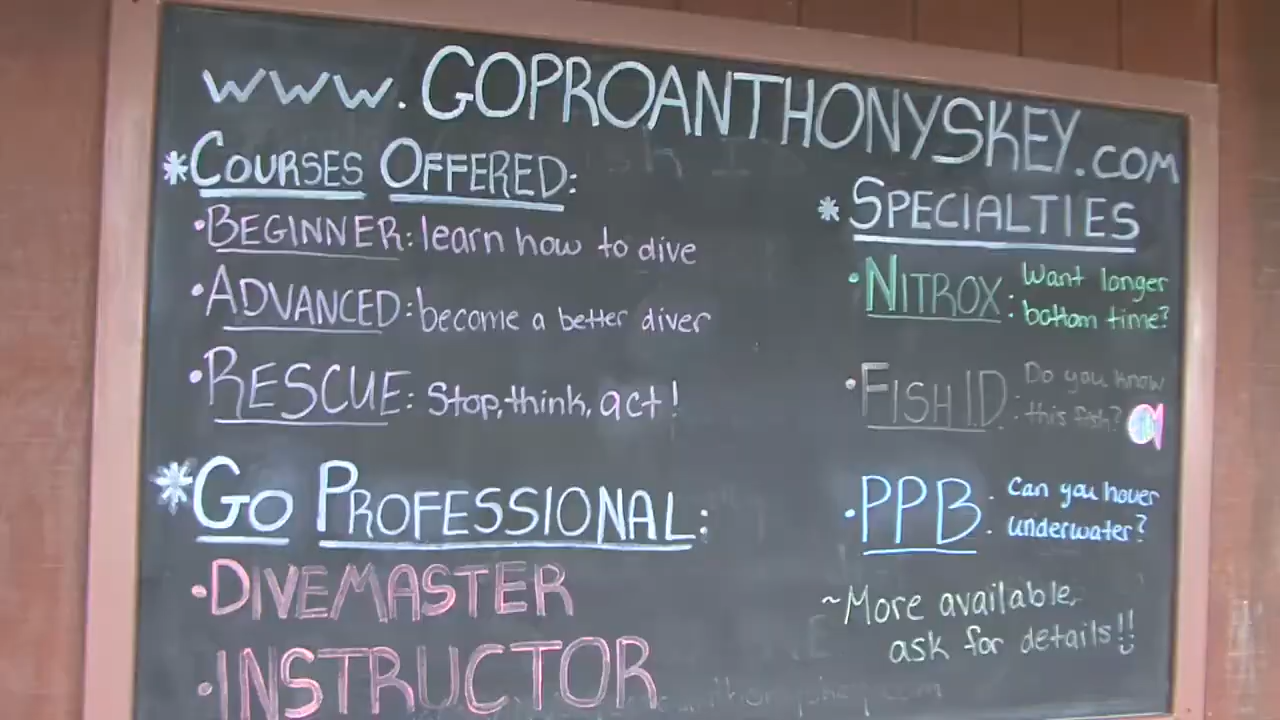 www.GOPROANTHONYSKEY.COM
*COURSES OFFERED:
•BEGINNER: learn how to dive
•ADVANCED: become a better diver
•RESCUE: Stop, think, act!
*GO PROFESSIONAL:
•DIVEMASTER
•INSTRUCTOR
*SPECIALTIES
•NITROX: Want longer
bottom time?
•FISH I.D.: Do you know
this fish?
•PPB: Can you hover
underwater?
~More available,
ask for details!!